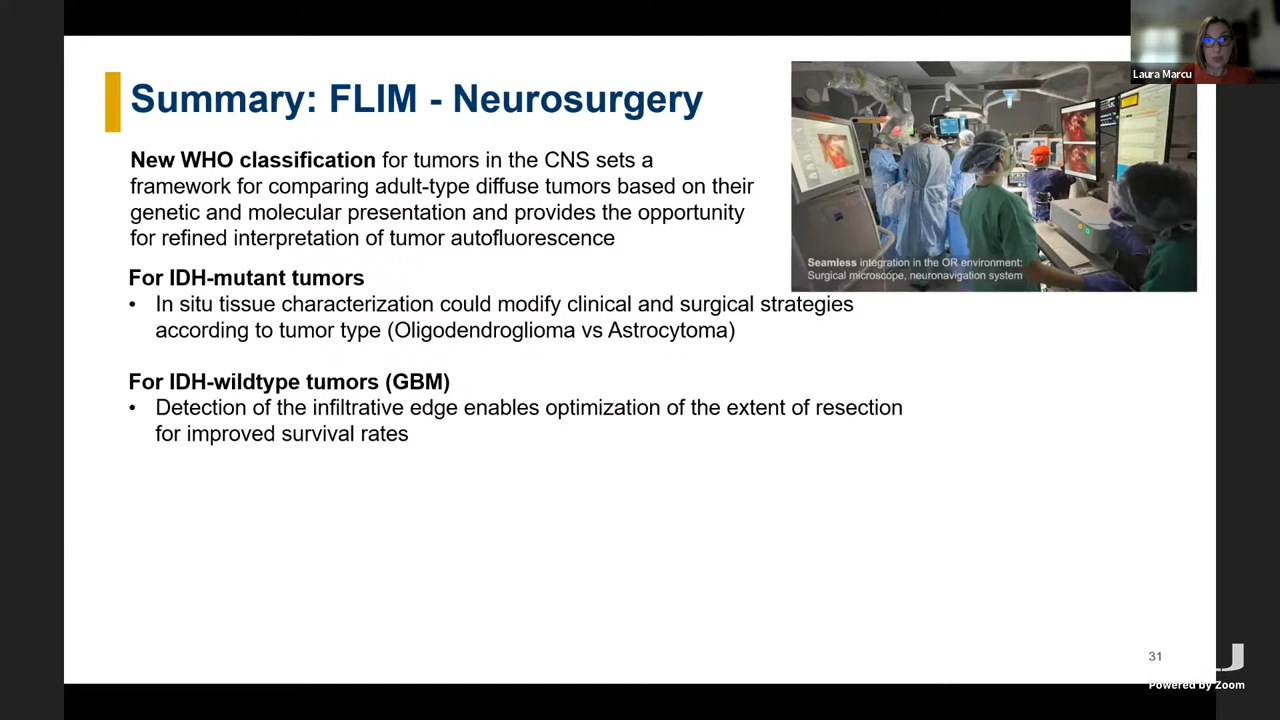 Laura Marcu
Summary: FLIM - Neurosurgery
New WHO classification for tumors in the CNS sets a
framework for comparing adult-type diffuse tumors based on their
genetic and molecular presentation and provides the opportunity
for refined interpretation of tumor autofluorescence
Seamless integration in the OR environment:
Surgical microscope, neuronavigation system
For IDH-mutant tumors
• In situ tissue characterization could modify clinical and surgical strategies
according to tumor type (Oligodendroglioma vs Astrocytoma)
For IDH-wildtype tumors (GBM)
• Detection of the infiltrative edge enables optimization of the extent of resection
for improved survival rates
31
Powered by Zoom